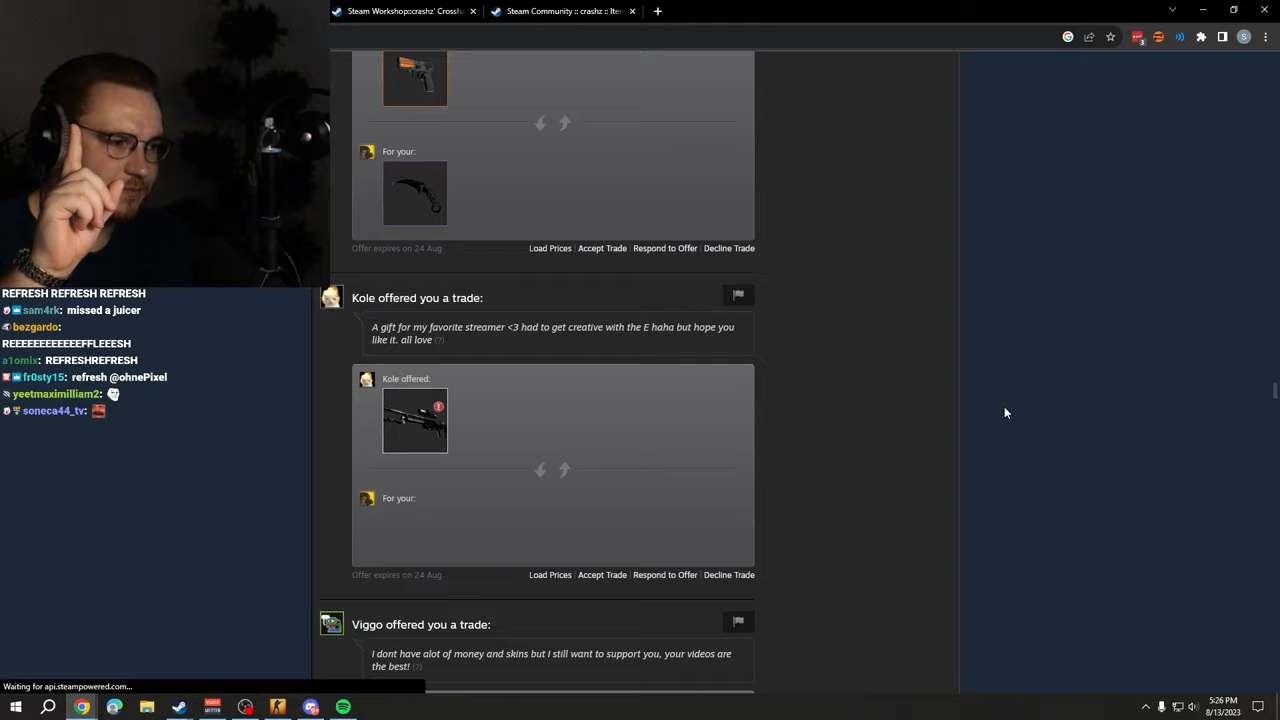 Steam Workshop::crashz' Crossh
Steam Community :: crashz :: Iter
3
S
For your:
Offer expires on 24 Aug
Load Prices | Accept Trade | Respond to Offer | Decline Trade
REFRESH REFRESH REFRESH
sam4rk: missed a juicer
bezgardo:
REEEEEEEEEEEFFLEEESH
a1omix: REFRESHREFRESH
fr0sty15: refresh @ohnePixel
yeetmaximilliam2:
soneca44_tv:
Kole offered you a trade:
A gift for my favorite streamer <3 had to get creative with the E haha but hope you
like it. all love (?)
Kole offered:
For your:
Offer expires on 24 Aug
Load Prices | Accept Trade | Respond to Offer | Decline Trade
Viggo offered you a trade:
I dont have alot of money and skins but I still want to support you, your videos are
the best! (?)
Waiting for api.steampowered.com...
5:26 PM
8/13/2023